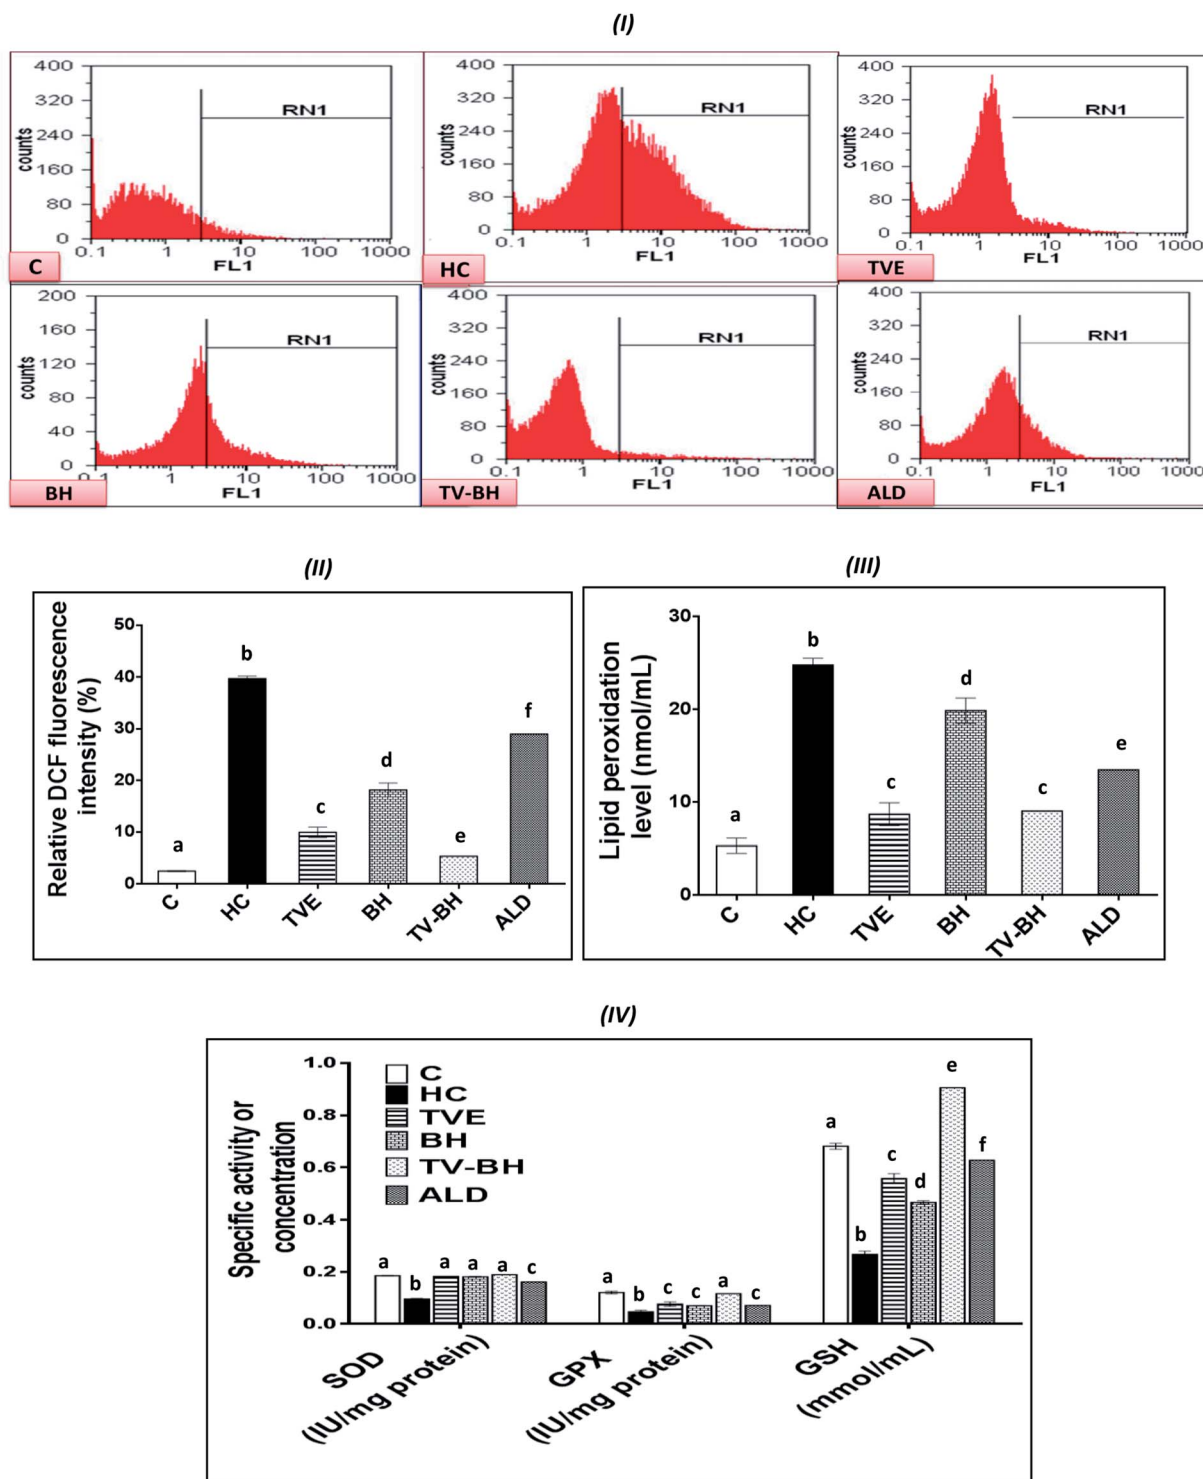 (I)
400
320
240
160
80
0
counts
RN1
0.1
1
10
100
1000
FL1
C
400
320
240
160
80
0
counts
RN1
0.1
1
10
100
1000
FL1
HC
400
320
240
160
80
0
counts
RN1
0.1
1
10
100
1000
FL1
TVE
200
160
120
80
40
0
counts
RN1
0.1
1
10
100
1000
FL1
BH
400
320
240
160
80
0
counts
RN1
0.1
1
10
100
1000
FL1
TV-BH
400
320
240
160
80
0
counts
RN1
0.1
1
10
100
1000
FL1
ALD
(II)
Relative DCF fluorescence
intensity (%)
50
40
30
20
10
0
a
b
c
d
e
f
C
HC
TVE
BH
TV-BH
ALD
(III)
Lipid peroxidation
level (nmol/mL)
30
20
10
0
a
b
c
d
c
e
C
HC
TVE
BH
TV-BH
ALD
(IV)
Specific activity or
concentration
1.0
0.8
0.6
0.4
0.2
0.0
C
HC
TVE
BH
TV-BH
ALD
a
b
a
a
a
c
a
b
c
c
a
c
a
b
c
d
e
f
SOD
(IU/mg protein)
GPX
(IU/mg protein)
GSH
(mmol/mL)